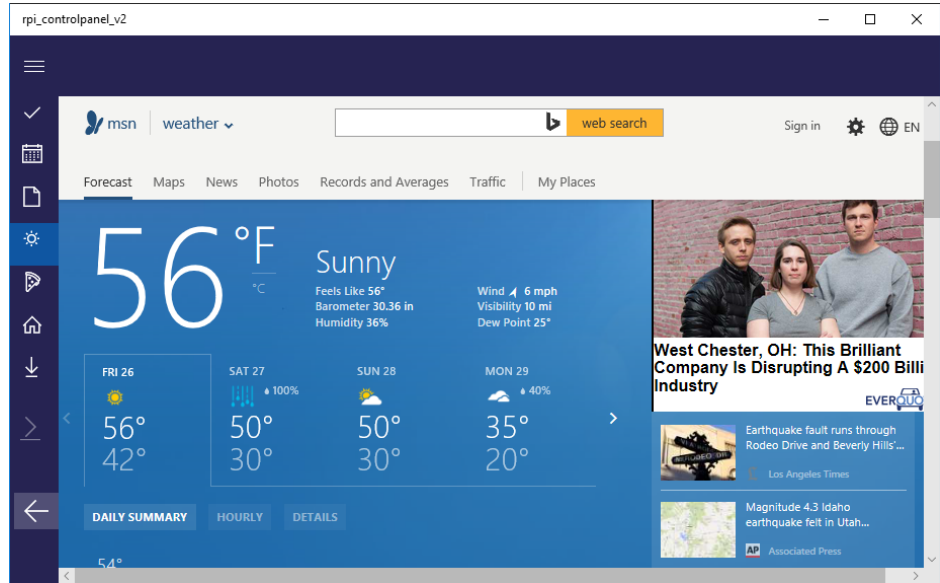 rpi_controlpanel_v2
msn weather
web search
Sign in
EN
Forecast Maps News Photos Records and Averages Traffic My Places
56 °F
°C
Sunny
Feels Like 56°
Barometer 30.36 in
Humidity 36%
Wind 6 mph
Visibility 10 mi
Dew Point 25°
FRI 26
56°
42°
SAT 27
100%
50°
30°
SUN 28
50°
30°
MON 29
40%
35°
20°
DAILY SUMMARY HOURLY DETAILS
54°
West Chester, OH: This Brilliant
Company Is Disrupting A $200 Billi
Industry
EVERQUO
Earthquake fault runs through
Rodeo Drive and Beverly Hills'...
Los Angeles Times
Magnitude 4.3 Idaho
earthquake felt in Utah...
AP Associated Press